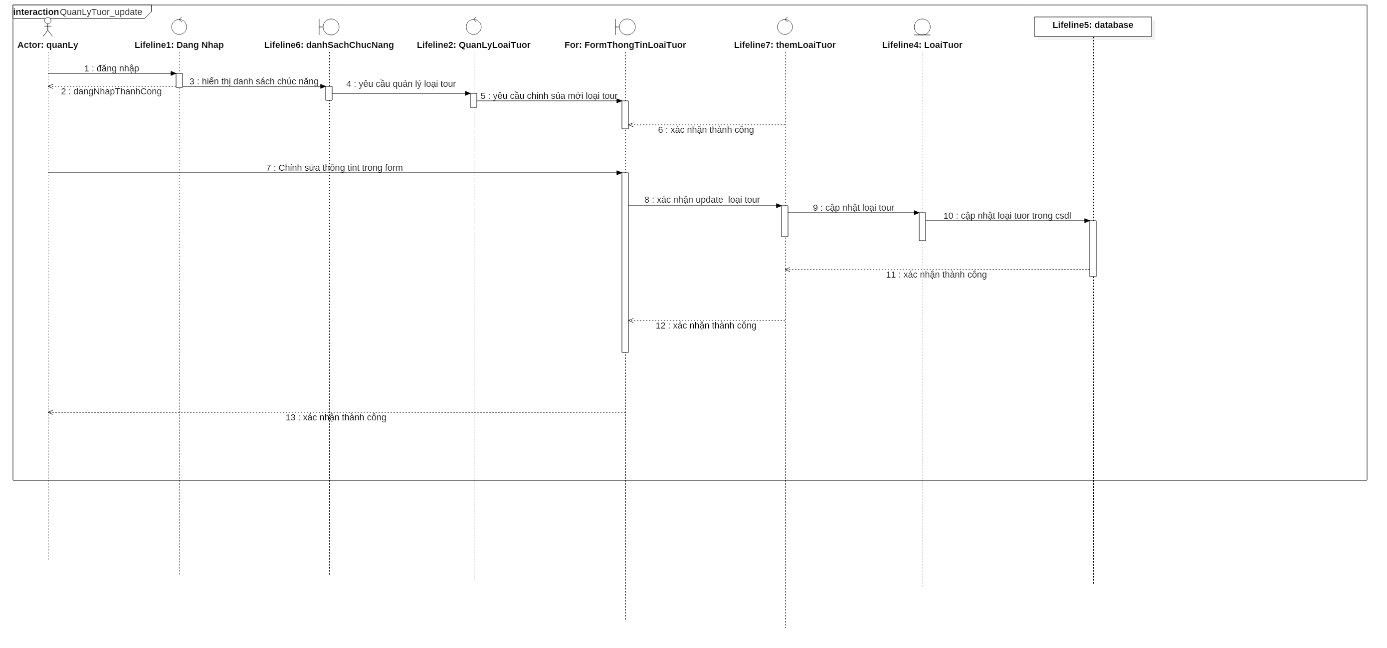 interaction QuanLyTuor_update
Actor: quanLy
Lifeline1: Dang Nhap
Lifeline6: danhSachChucNang
Lifeline2: QuanLyLoaiTuor
For: FormThongTinLoaiTuor
Lifeline7: themLoaiTuor
Lifeline4: LoaiTuor
Lifeline5: database
1 : đăng nhập
2 : dangNhapThanhCong
3 : hiển thị danh sách chúc năng
4 : yêu cầu quản lý loại tour
5 : yêu cầu chỉnh súa mới loại tour
6 : xác nhận thành công
7 : Chỉnh sửa thông tint trong form
8 : xác nhận update loại tour
9 : cập nhật loại tour
10 : cập nhật loại tuor trong csdl
11 : xác nhận thành công
12 : xác nhận thành công
13 : xác nhận thành công